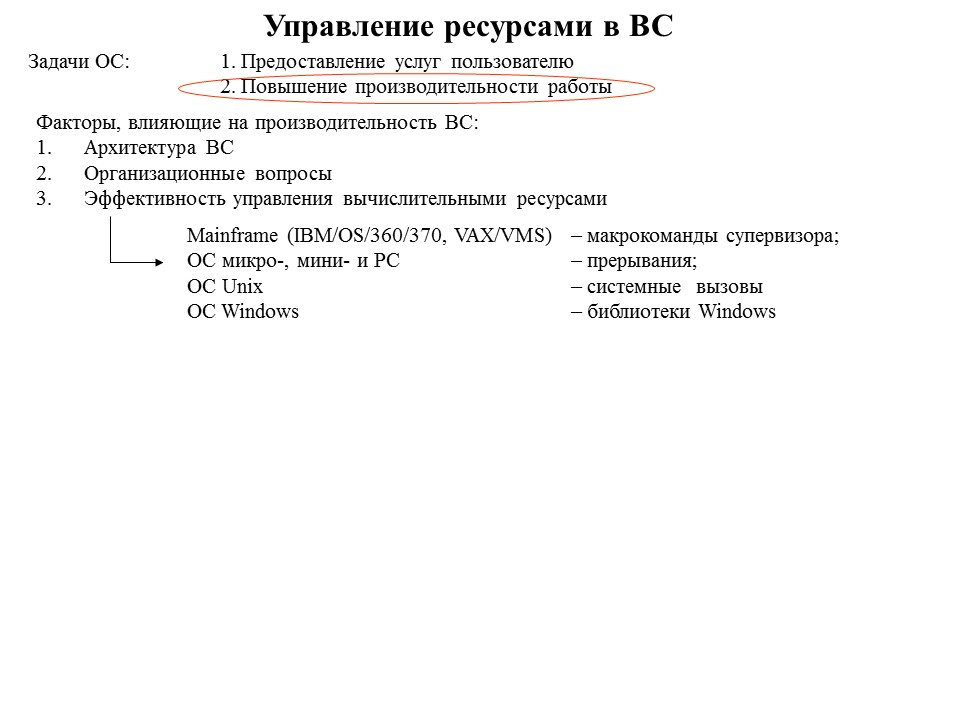 Управление ресурсами в ВС
Задачи ОС: 1. Предоставление услуг пользователю
2. Повышение производительности работы
Факторы, влияющие на производительность ВС:
1. Архитектура ВС
2. Организационные вопросы
3. Эффективность управления вычислительными ресурсами
Mainframe (IBM/OS/360/370, VAX/VMS) – макрокоманды супервизора;
ОС микро-, мини- и PC – прерывания;
ОС Unix – системные вызовы
ОС Windows – библиотеки Windows